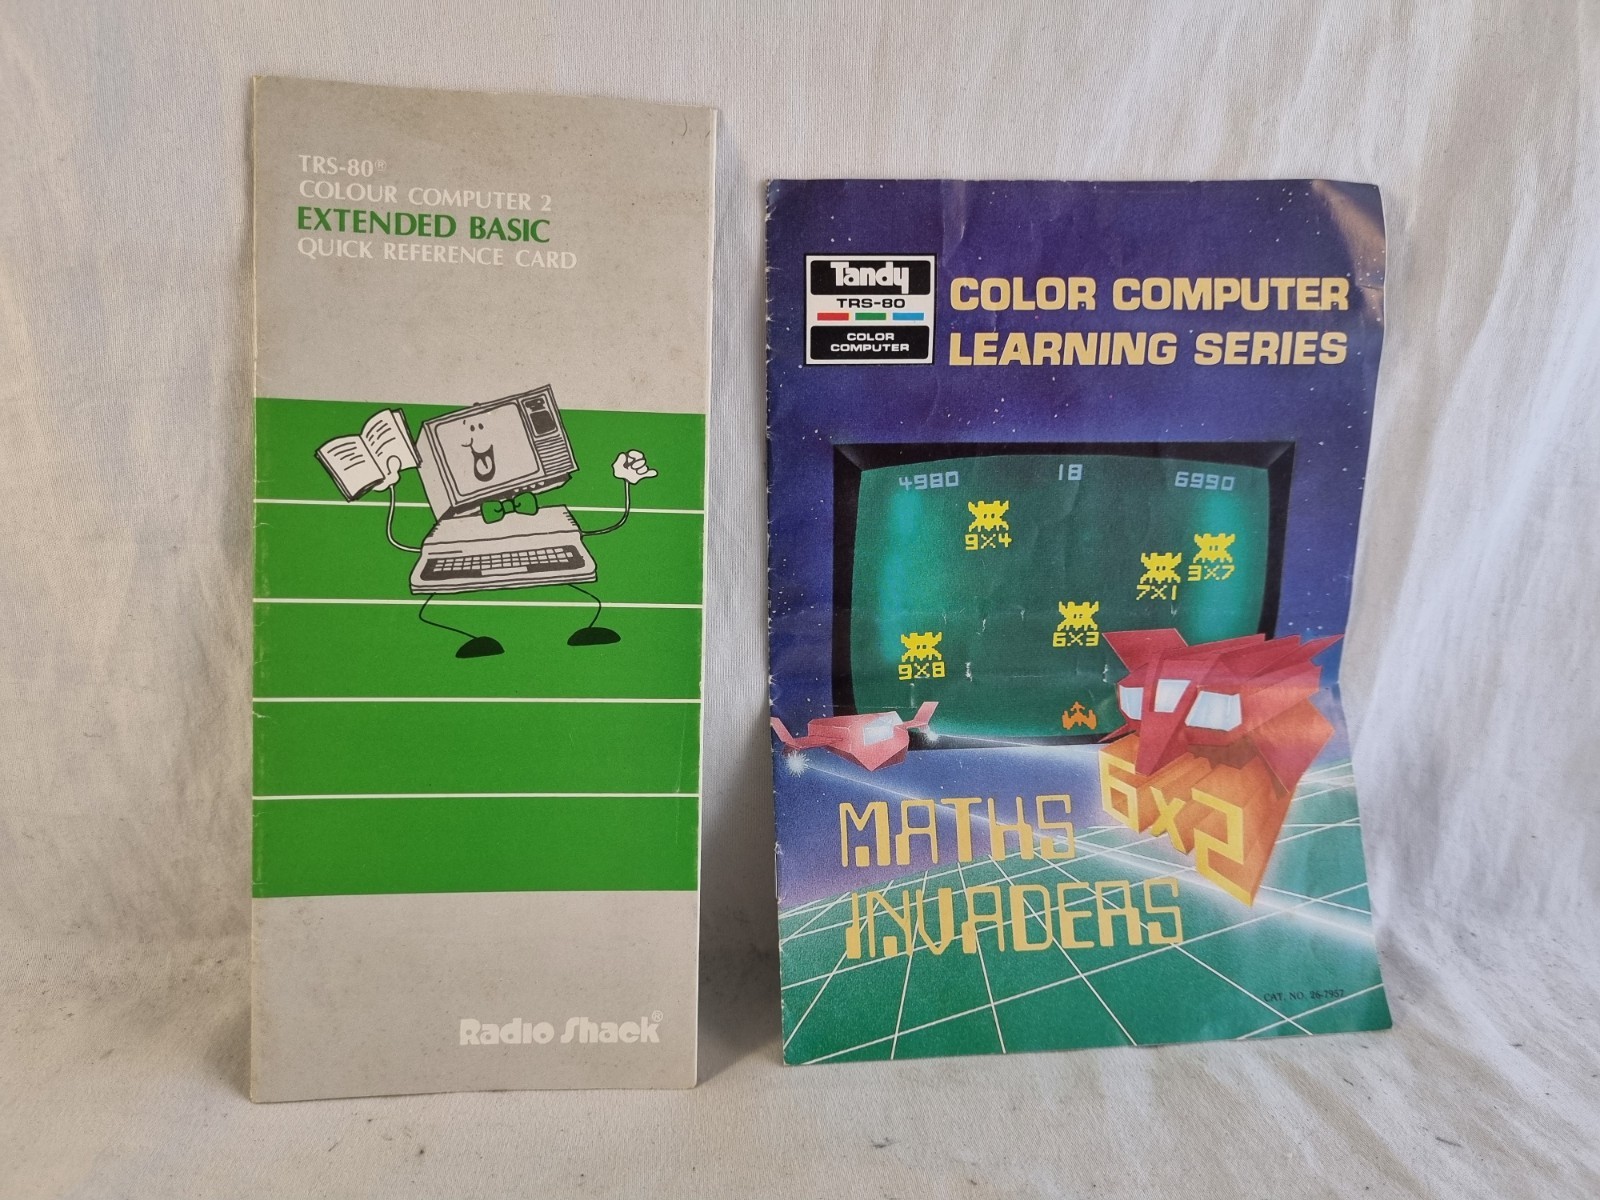 TRS-80®
COLOUR COMPUTER 2
EXTENDED BASIC
QUICK REFERENCE CARD
Radio Shack®
Tandy
TRS-80
COLOR
COMPUTER
COLOR COMPUTER
LEARNING SERIES
4980 18 6990
9X4
3X7
7X1
6X3
9X8
6x2
MATHS
INVADERS
CAT. NO. 26-7957